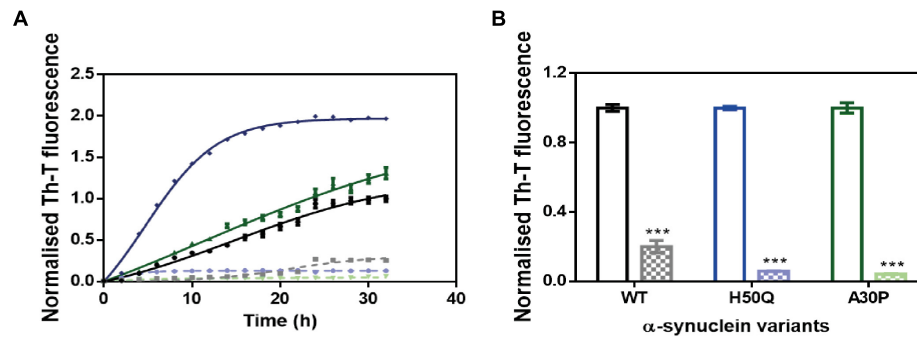 A
Normalised Th-T fluorescence
2.5
2.0
1.5
1.0
0.5
0.0
0
10
20
30
40
Time (h)
B
Normalised Th-T fluorescence
1.2
0.8
0.4
0.0
***
***
***
WT
H50Q
A30P
α-synuclein variants